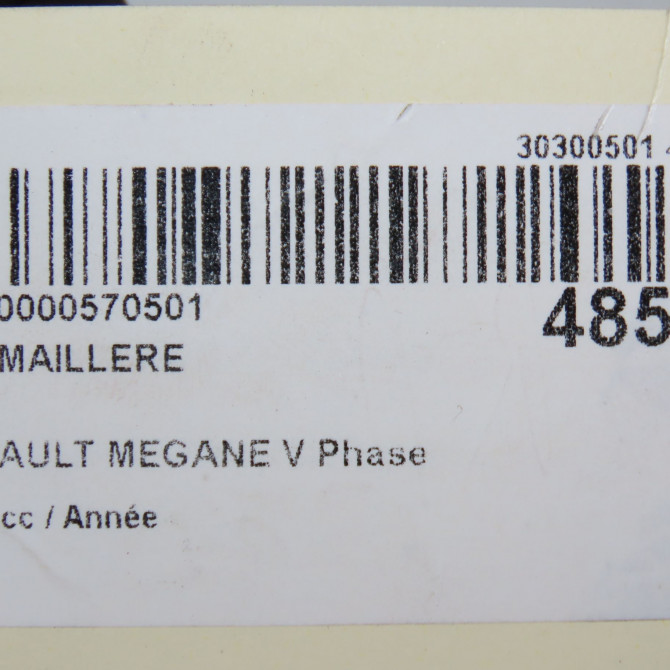 30300501
0000570501
485
MAILLERE
AULT MEGANE V Phase
cc / Année